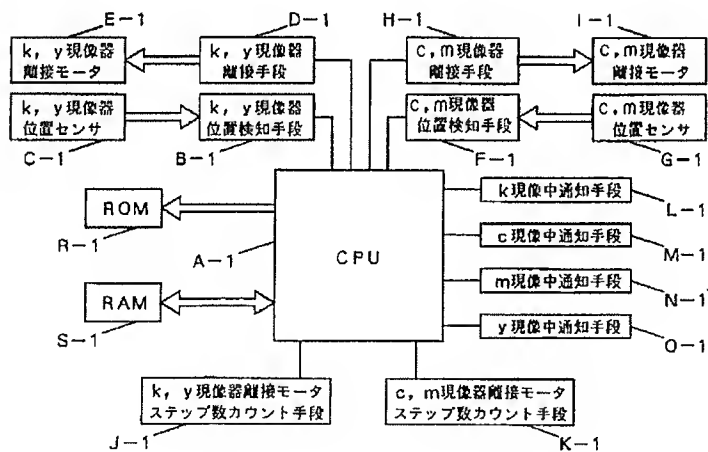 E-1
D-1
H-1
I-1
k, y現像器
離接モータ
k, y現像器
離接手段
c, m現像器
離接手段
c, m現像器
離接モータ
k, y現像器
位置センサ
k, y現像器
位置検知手段
c, m現像器
位置検知手段
c, m現像器
位置センサ
C-1
B-1
F-1
G-1
ROM
R-1
A-1
CPU
RAM
S-1
k現像中通知手段
L-1
c現像中通知手段
M-1
m現像中通知手段
N-1
y現像中通知手段
O-1
k, y現像器離接モータ
ステップ数カウント手段
J-1
c, m現像器離接モータ
ステップ数カウント手段
K-1